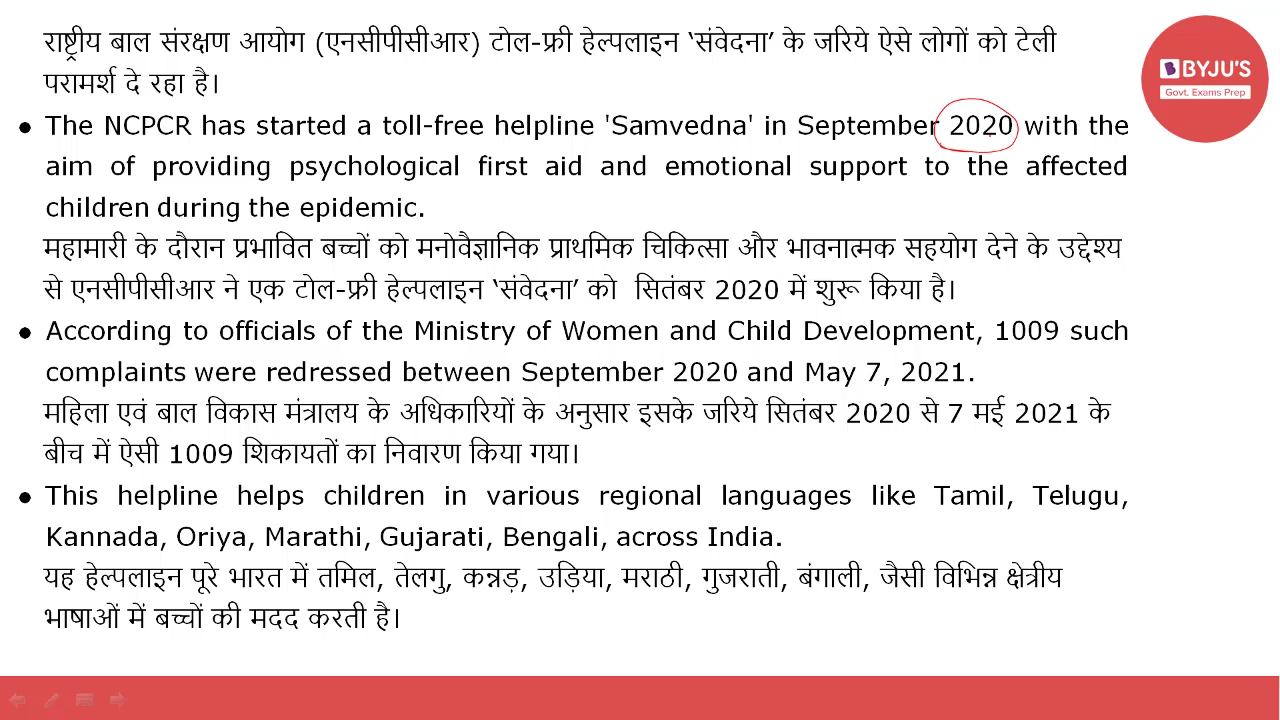 राष्ट्रीय बाल संरक्षण आयोग (एनसीपीसीआर) टोल-फ्री हेल्पलाइन ‘संवेदना’ के जरिये ऐसे लोगों को टेली
परामर्श दे रहा है।
BYJU'S
Govt. Exams Prep
● The NCPCR has started a toll-free helpline 'Samvedna' in September 2020 with the
aim of providing psychological first aid and emotional support to the affected
children during the epidemic.
महामारी के दौरान प्रभावित बच्चों को मनोवैज्ञानिक प्राथमिक चिकित्सा और भावनात्मक सहयोग देने के उद्देश्य
से एनसीपीसीआर ने एक टोल-फ्री हेल्पलाइन ‘संवेदना’ को सितंबर 2020 में शुरू किया है।
● According to officials of the Ministry of Women and Child Development, 1009 such
complaints were redressed between September 2020 and May 7, 2021.
महिला एवं बाल विकास मंत्रालय के अधिकारियों के अनुसार इसके जरिये सितंबर 2020 से 7 मई 2021 के
बीच में ऐसी 1009 शिकायतों का निवारण किया गया।
● This helpline helps children in various regional languages like Tamil, Telugu,
Kannada, Oriya, Marathi, Gujarati, Bengali, across India.
यह हेल्पलाइन पूरे भारत में तमिल, तेलगु, कन्नड़, उड़िया, मराठी, गुजराती, बंगाली, जैसी विभिन्न क्षेत्रीय
भाषाओं में बच्चों की मदद करती है।